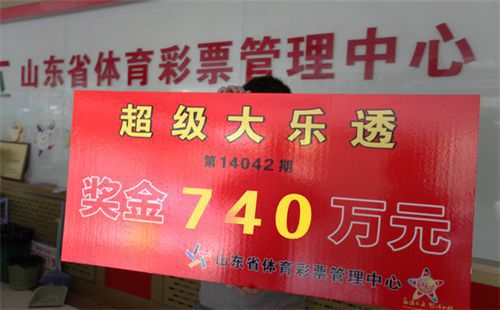 山东省体育彩票管理中心
超级大乐透
第14042期
奖金740万元
山东省体育彩票管理中心